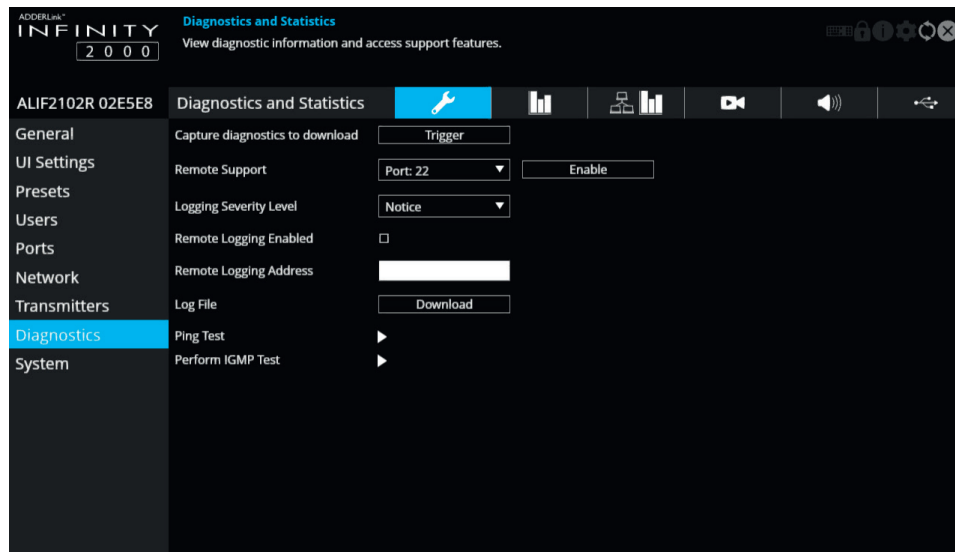 ADDERLink™
INFINITY
2000
Diagnostics and Statistics
View diagnostic information and access support features.
ALIF2102R 02E5E8
Diagnostics and Statistics
General
UI Settings
Presets
Users
Ports
Network
Transmitters
Diagnostics
System
Capture diagnostics to download Trigger
Remote Support Port: 22 Enable
Logging Severity Level Notice
Remote Logging Enabled
Remote Logging Address
Log File Download
Ping Test
Perform IGMP Test